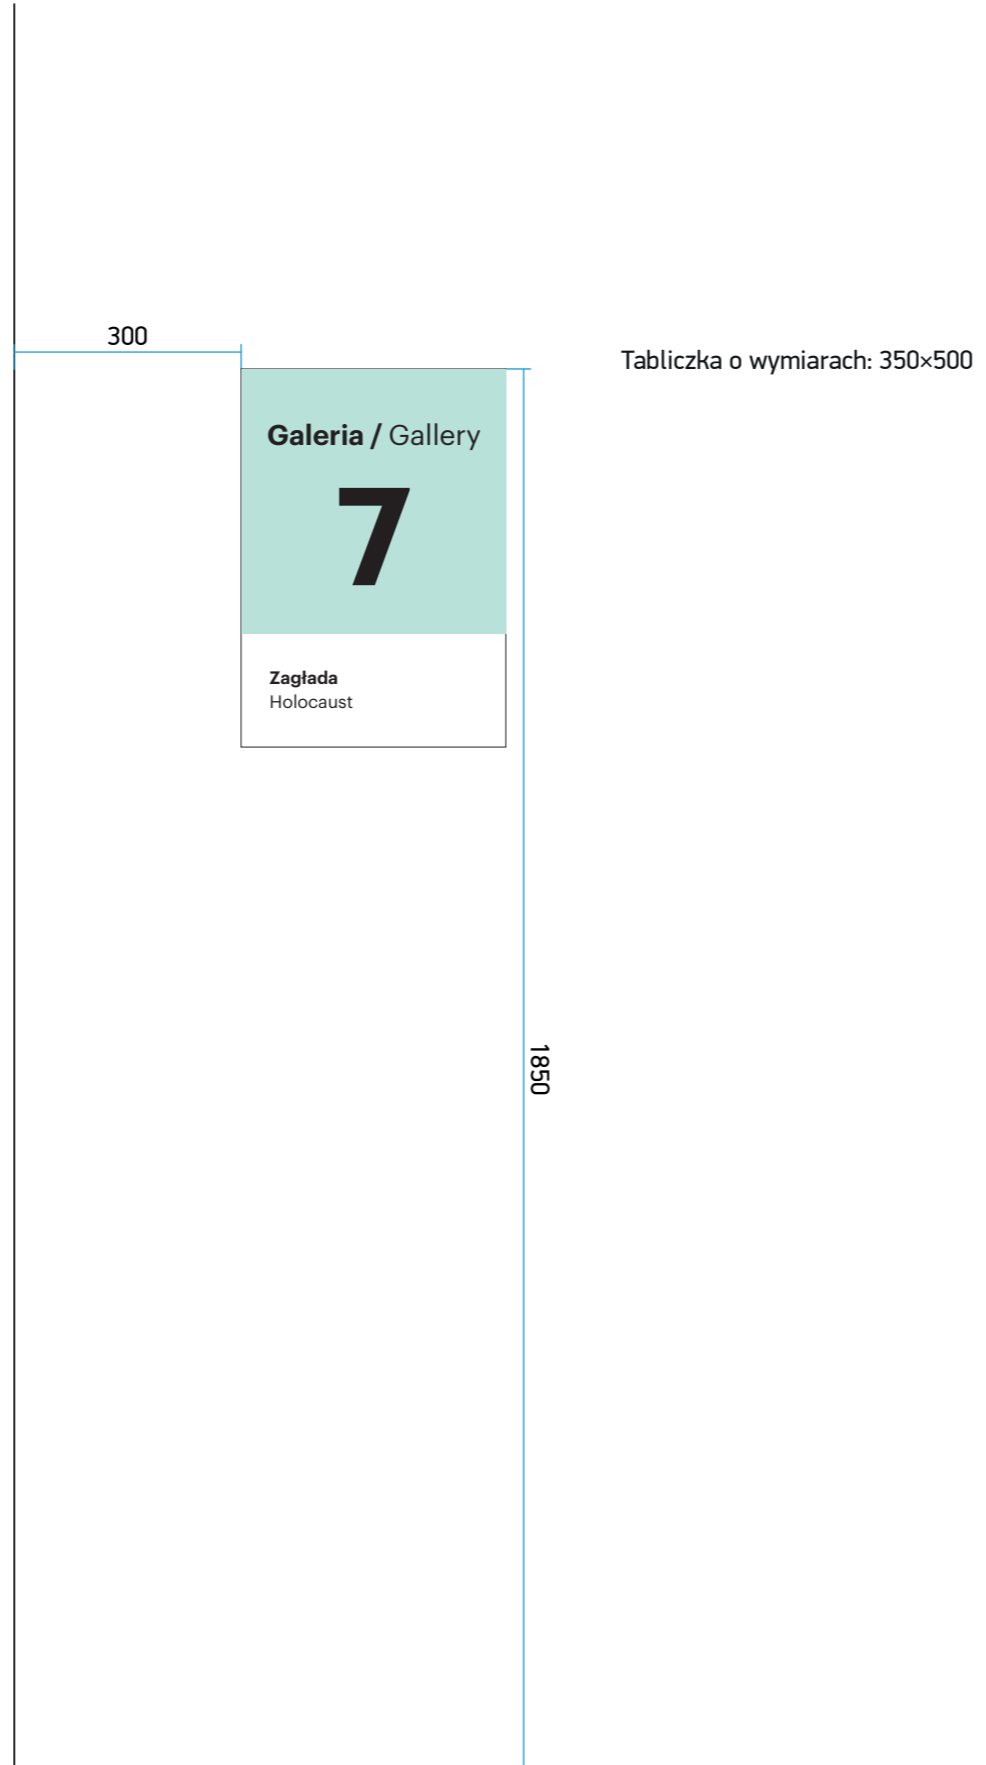 300
Tabliczka o wymiarach: 350×500
Galeria / Gallery
7
Zagłada
Holocaust
1850